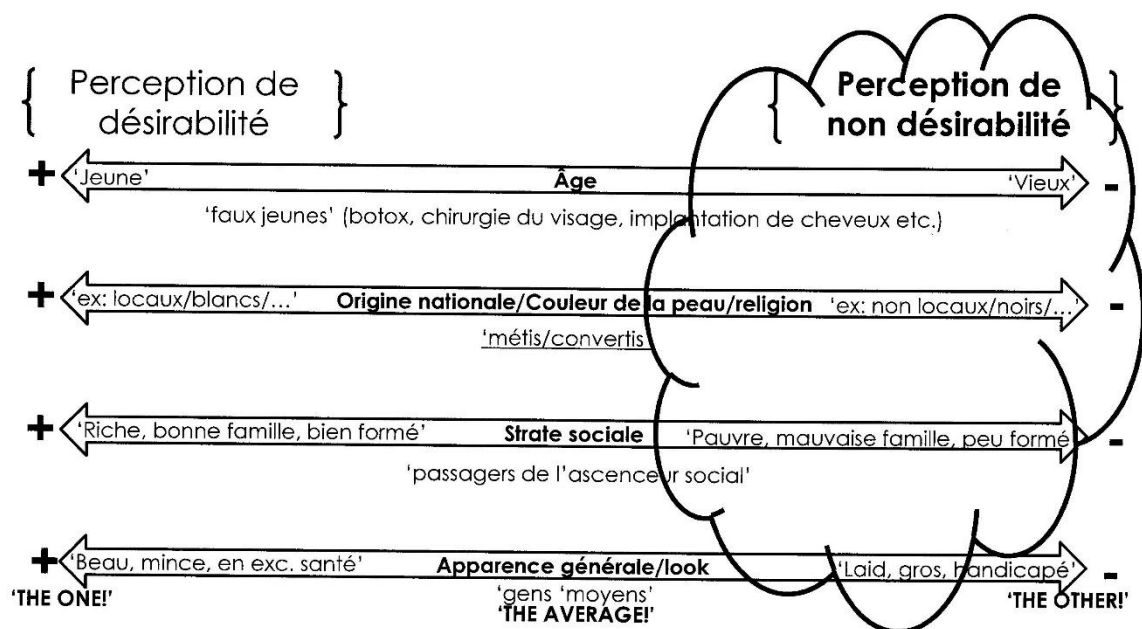 { Perception de désirabilité }
{ Perception de non désirabilité }
+ 'Jeune' Âge 'Vieux' -
'faux jeunes' (botox, chirurgie du visage, implantation de cheveux etc.)
+ 'ex: locaux/blancs/...' Origine nationale/Couleur de la peau/religion 'ex: non locaux/noirs/...' -
'métis/convertis
+ 'Riche, bonne famille, bien formé' Strate sociale 'Pauvre, mauvaise famille, peu formé -
'passagers de l'ascenceur social'
+ 'Beau, mince, en exc. santé' Apparence générale/look 'Laid, gros, handicapé' -
'THE ONE!' 'gens 'moyens' 'THE OTHER!'
'THE AVERAGE!'